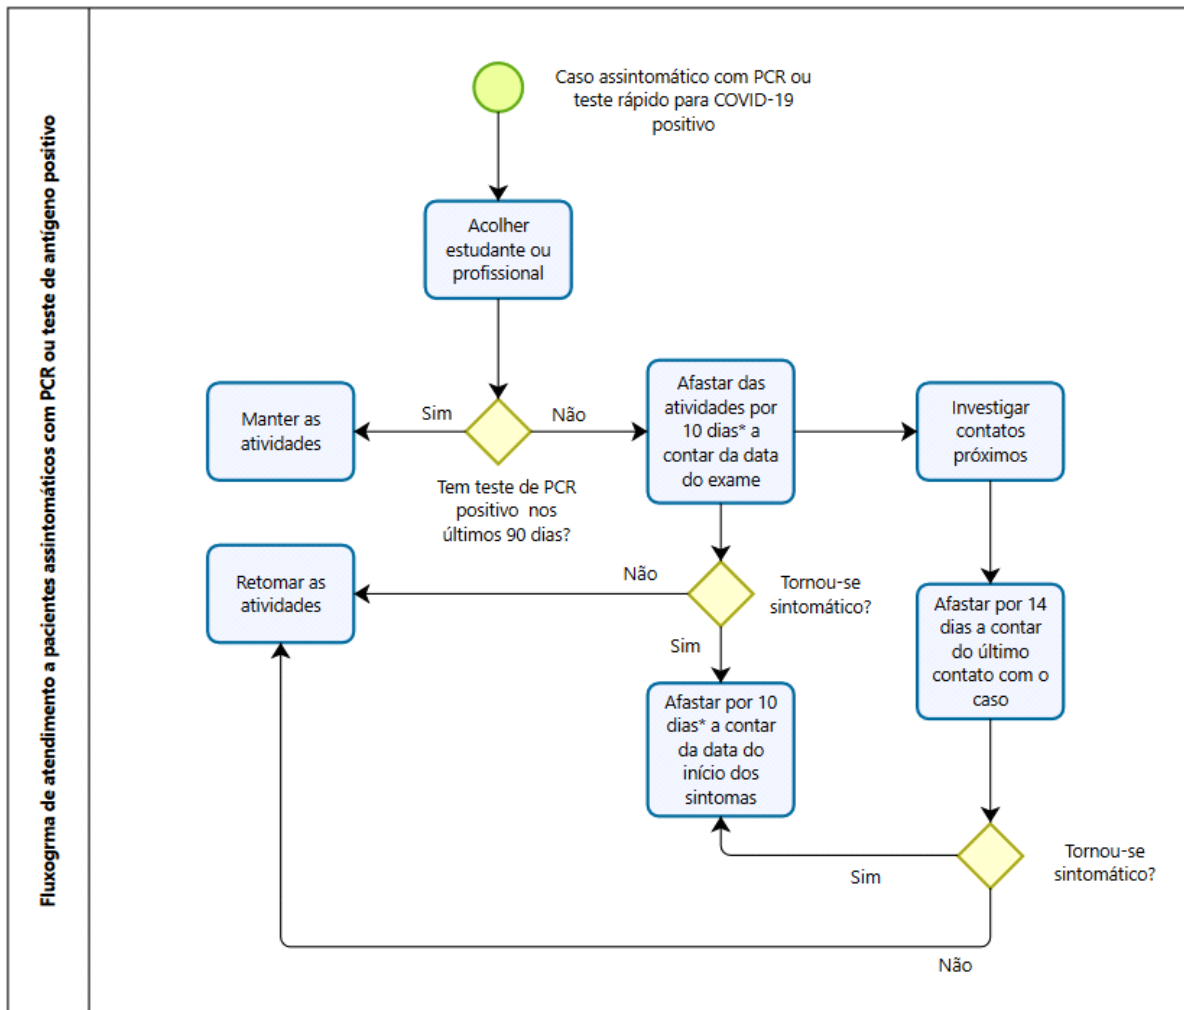 Fluxogrma de atendimento a pacientes assintomáticos com PCR ou teste de antígeno positivo
Caso assintomático com PCR ou
teste rápido para COVID-19
positivo
Acolher
estudante ou
profissional
Manter as
atividades
Sim
Não
Tem teste de PCR
positivo nos
últimos 90 dias?
Afastar das
atividades por
10 dias* a
contar da data
do exame
Investigar
contatos
próximos
Retomar as
atividades
Não
Tornou-se
sintomático?
Sim
Afastar por 14
dias a contar
do último
contato com o
caso
Afastar por 10
dias* a contar
da data do
início dos
sintomas
Sim
Tornou-se
sintomático?
Não